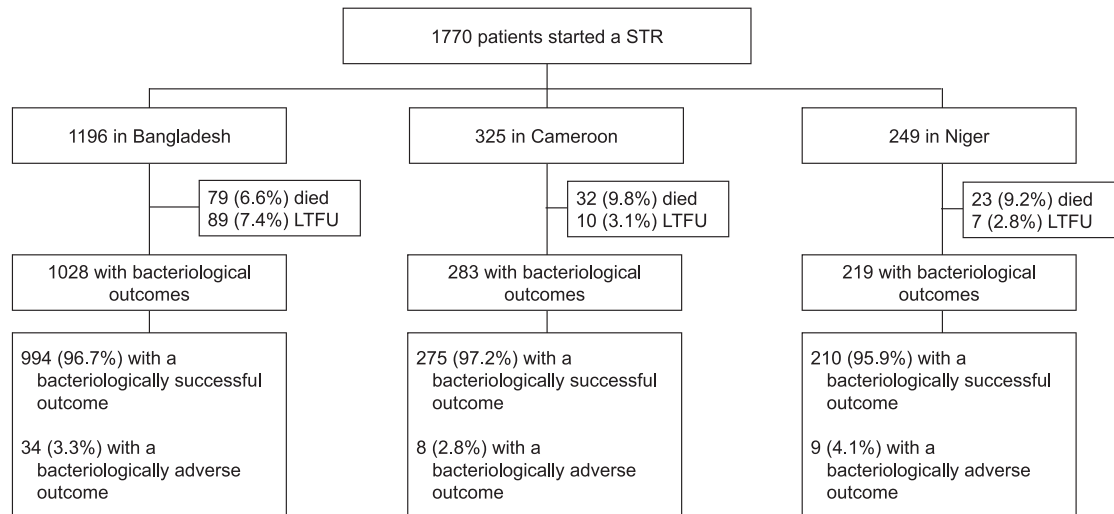 1770 patients started a STR
1196 in Bangladesh
325 in Cameroon
249 in Niger
79 (6.6%) died
89 (7.4%) LTFU
32 (9.8%) died
10 (3.1%) LTFU
23 (9.2%) died
7 (2.8%) LTFU
1028 with bacteriological
outcomes
283 with bacteriological
outcomes
219 with bacteriological
outcomes
994 (96.7%) with a
bacteriologically successful
outcome
34 (3.3%) with a
bacteriologically adverse
outcome
275 (97.2%) with a
bacteriologically successful
outcome
8 (2.8%) with a
bacteriologically adverse
outcome
210 (95.9%) with a
bacteriologically successful
outcome
9 (4.1%) with a
bacteriologically adverse
outcome